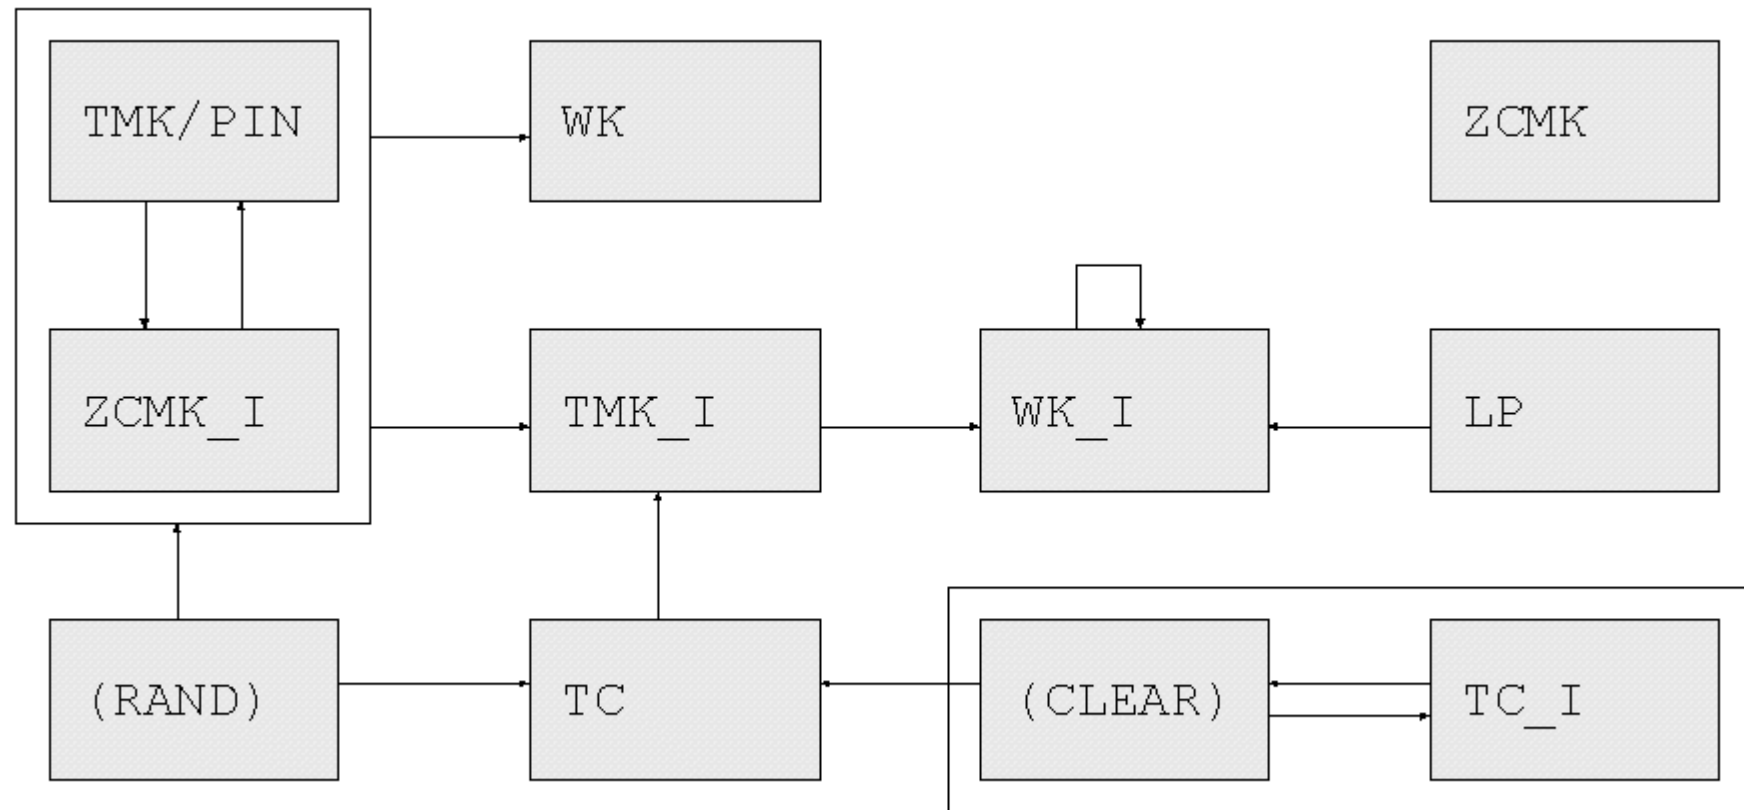 TMK/PIN
WK
ZCMK
ZCMK_I
TMK_I
WK_I
LP
(RAND)
TC
(CLEAR)
TC_I